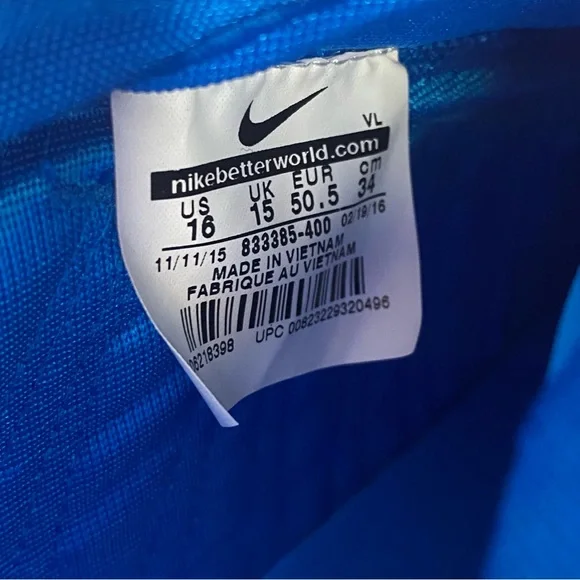 VL
nikebetterworld.com
US UK EUR cm
16 15 50.5 34
11/11/15 833385-400 02/19/16
MADE IN VIETNAM
FABRIQUE AU VIETNAM
06218398 UPC 00823229320496